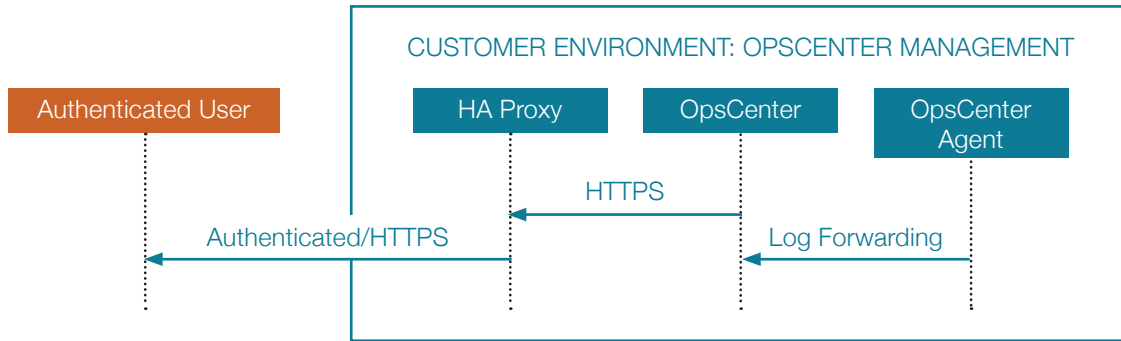 CUSTOMER ENVIRONMENT: OPSCENTER MANAGEMENT
Authenticated User
HA Proxy
OpsCenter
OpsCenter
Agent
HTTPS
Authenticated/HTTPS
Log Forwarding